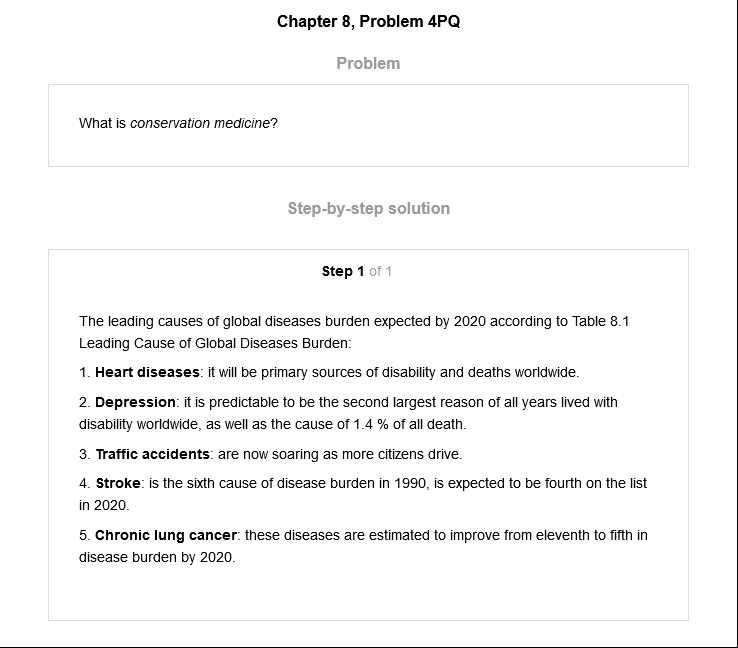 Chapter 8, Problem 4PQ
Problem
What is conservation medicine?
Step-by-step solution
Step 1 of 1
The leading causes of global diseases burden expected by 2020 according to Table 8.1
Leading Cause of Global Diseases Burden:
1. Heart diseases: it will be primary sources of disability and deaths worldwide.
2. Depression: it is predictable to be the second largest reason of all years lived with
disability worldwide, as well as the cause of 1.4 % of all death.
3. Traffic accidents: are now soaring as more citizens drive.
4. Stroke: is the sixth cause of disease burden in 1990, is expected to be fourth on the list
in 2020.
5. Chronic lung cancer: these diseases are estimated to improve from eleventh to fifth in
disease burden by 2020.